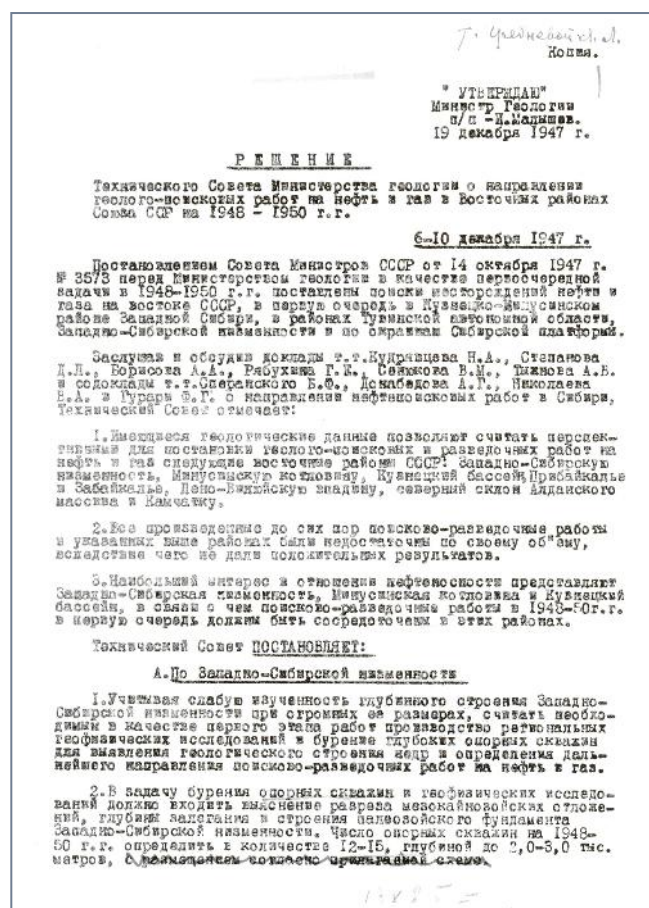 Копия.
"УТВЕРЖДАЮ"
Министр Геологии
п/п -И.Малышев.
19 декабря 1947 г.
РЕШЕНИЕ
Технического Совета Министерства геологии о направлении
геолого-поисковых работ на нефть и газ в Восточных районах
Союза ССР на 1948 - 1950 г.г.
6-10 декабря 1947 г.
Постановлением Совета Министров СССР от 14 октября 1947 г.
№ 3573 перед Министерством геологии в качестве первоочередной
задачи в 1948-1950 г.г. поставлены поиски месторождений нефти и
газа на востоке СССР, в первую очередь в Кузнецко-Минусинском
районе Западной Сибири, в районах Тувинской автономной области,
Западно-Сибирской низменности и по окраинам Сибирской платформы.
Заслушав и обсудив доклады т.т.Кудрявцева Н.А., Степанова
Д.Л., Борисова А.А., Рябухина Г.Е., Сенюкова В.М., Тыжнова А.В.
и содоклады т.т.Сперанского Б.Ф., Донабедова А.Г., Николаева
В.А. и Гурари Ф.Г. о направлении нефтепоисковых работ в Сибири,
Технический Совет отмечает:
1.Имеющиеся геологические данные позволяют считать перспек-
тивными для постановки геолого-поисковых и разведочных работ на
нефть и газ следующие восточные районы СССР: Западно-Сибирскую
низменность, Минусинскую котловину, Кузнецкий бассейн,Прибайкалье
и Забайкалье, Лено-Вилюйскую впадину, северный склон Алданского
массива и Камчатку.
2.Все произведенные до сих пор поисково-разведочные работы
в указанных выше районах были недостаточны по своему об"ему,
вследствие чего не дали положительных результатов.
3.Наибольший интерес в отношении нефтеносности представляют
Западно-Сибирская низменность, Минусинская котловина и Кузнецкий
бассейн, в связи с чем поисково-разведочные работы в 1948-50г.г.
в первую очередь должны быть сосредоточены в этих районах.
Технический Совет ПОСТАНОВЛЯЕТ:
А.По Западно-Сибирской низменности
1.Учитывая слабую изученность глубинного строения Западно-
Сибирской низменности при огромных ее размерах, считать необхо-
димым в качестве первого этапа работ производство региональных
геофизических исследований и бурение глубоких опорных скважин
для выявления геологического строения недр и определения даль-
нейшего направления поисково-разведочных работ на нефть и газ.
2.В задачу бурения опорных скважин и геофизических исследо-
ваний должно входить выяснение разреза мезокайнозойских отложе-
ний, глубины залегания и строения палеозойского фундамента
Западно-Сибирской низменности. Число опорных скважин на 1948-
50 г.г. определить в количестве 12-15, глубиной до 2,0-3,0 тыс.
метров, с размещением согласно прилагаемой схеме.